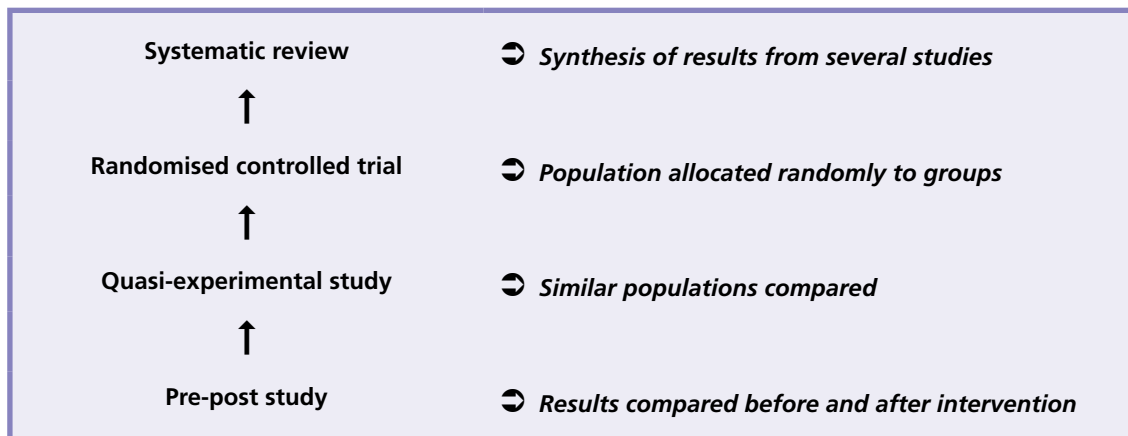 Systematic review ➲ Synthesis of results from several studies
↑
Randomised controlled trial ➲ Population allocated randomly to groups
↑
Quasi-experimental study ➲ Similar populations compared
↑
Pre-post study ➲ Results compared before and after intervention